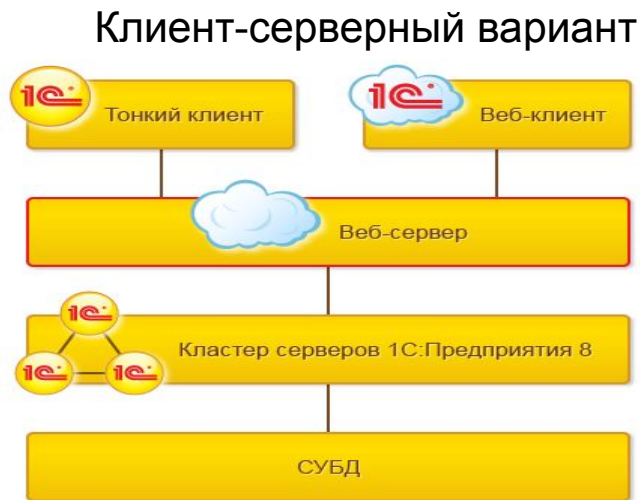 Клиент-серверный вариант
1С
Тонкий клиент
1С
Веб-клиент
Веб-сервер
1С
1С
1С
Кластер серверов 1С:Предприятия 8
СУБД